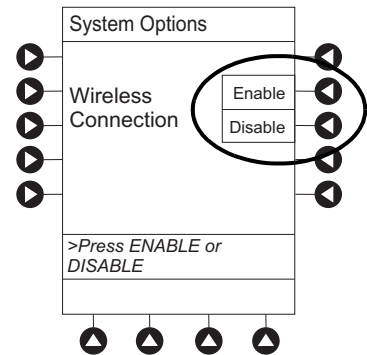 System Options
Wireless
Connection
Enable
Disable
>Press ENABLE or
DISABLE